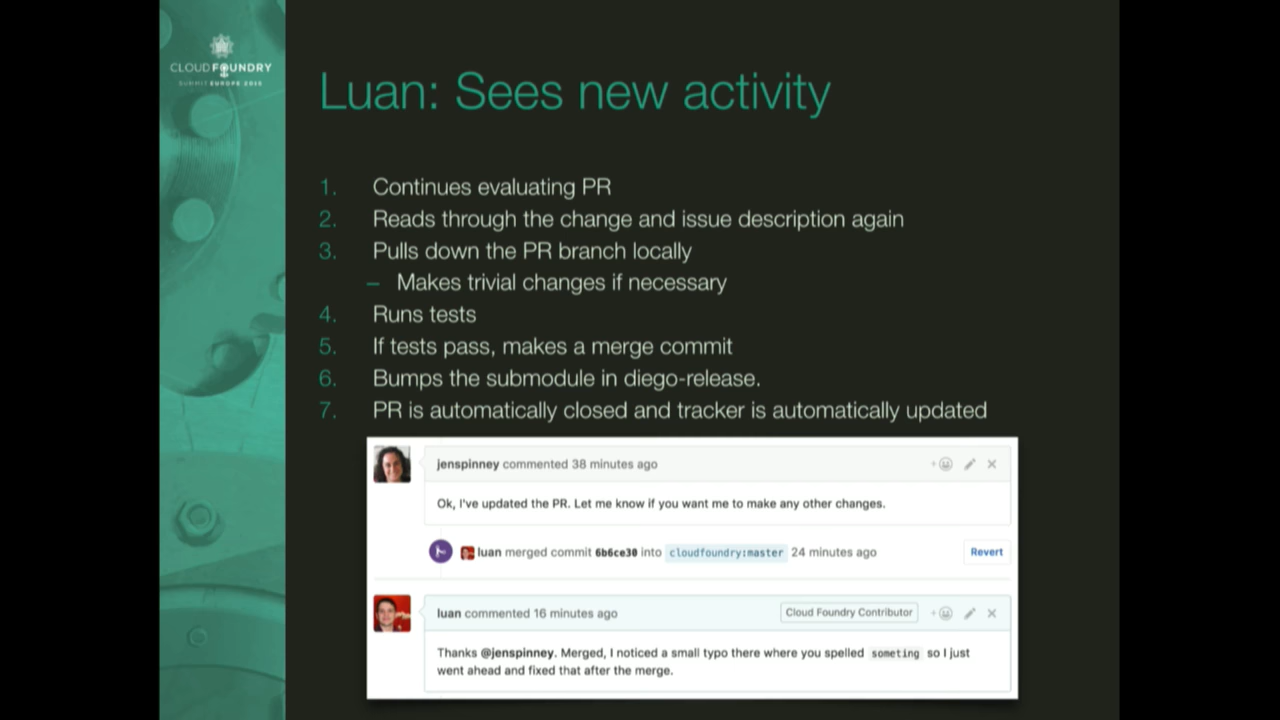 CLOUD FOUNDRY
SUMMIT EUROPE 2015
Luan: Sees new activity
1. Continues evaluating PR
2. Reads through the change and issue description again
3. Pulls down the PR branch locally
– Makes trivial changes if necessary
4. Runs tests
5. If tests pass, makes a merge commit
6. Bumps the submodule in diego-release.
7. PR is automatically closed and tracker is automatically updated
jenspinney commented 38 minutes ago
Ok, I've updated the PR. Let me know if you want me to make any other changes.
luan merged commit 6b6ce30 into cloudfoundry:master 24 minutes ago Revert
luan commented 16 minutes ago Cloud Foundry Contributor
Thanks @jenspinney. Merged, I noticed a small typo there where you spelled someting so I just
went ahead and fixed that after the merge.